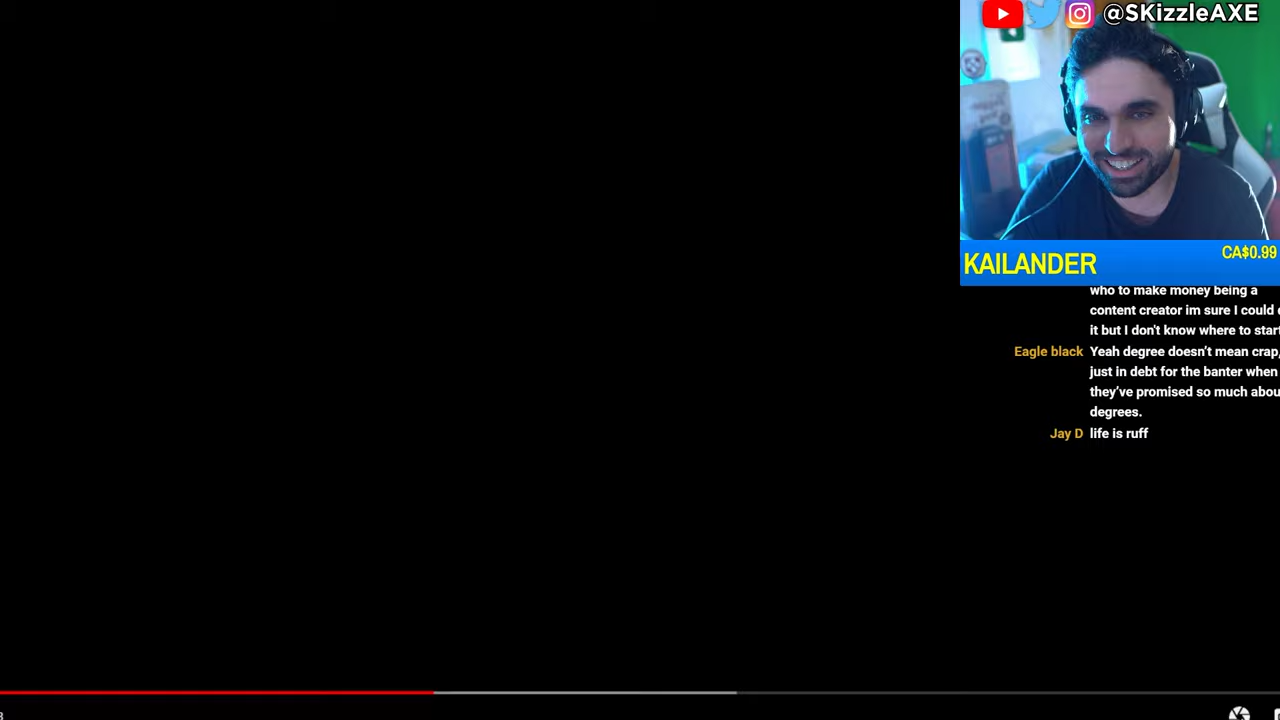 @SKizzleAXE
KAILANDER
CA$0.99
who to make money being a
content creator im sure I could
it but I don't know where to start
Eagle black Yeah degree doesn't mean crap,
just in debt for the banter when
they've promised so much abou
degrees.
Jay D life is ruff